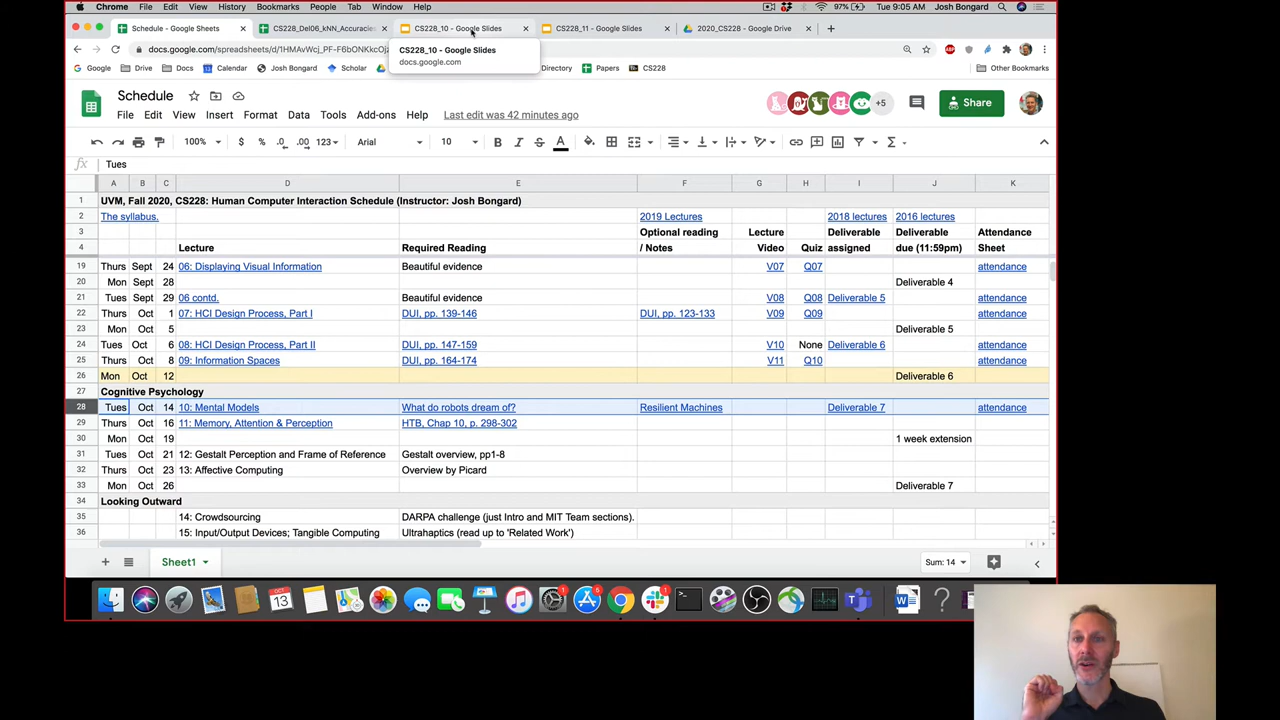 Chrome File Edit View History Bookmarks People Tab Window Help 97% Tue 9:05 AM Josh Bongard
Schedule - Google Sheets CS228_Del06_kNN_Accuracies CS228_10 - Google Slides CS228_11 - Google Slides 2020_CS228 - Google Drive
docs.google.com/spreadsheets/d/1HMAvWcj_PF-F6bONKkcOj
CS228_10 - Google Slides
docs.google.com
Google Drive Docs Calendar Josh Bongard Scholar Directory Papers CS228 Other Bookmarks
Schedule
File Edit View Insert Format Data Tools Add-ons Help Last edit was 42 minutes ago
+5 Share
100% $ % .0 .00 123 Arial 10 B I S A
fx Tues
A B C D E F G H I J K
1 UVM, Fall 2020, CS228: Human Computer Interaction Schedule (Instructor: Josh Bongard)
2 The syllabus. 2019 Lectures 2018 lectures 2016 lectures
3 Optional reading Lecture Deliverable Deliverable Attendance
4 Lecture Required Reading / Notes Video Quiz assigned due (11:59pm) Sheet
19 Thurs Sept 24 06: Displaying Visual Information Beautiful evidence V07 Q07 attendance
20 Mon Sept 28 Deliverable 4
21 Tues Sept 29 06 contd. Beautiful evidence V08 Q08 Deliverable 5 attendance
22 Thurs Oct 1 07: HCI Design Process, Part I DUI, pp. 139-146 DUI, pp. 123-133 V09 Q09 attendance
23 Mon Oct 5 Deliverable 5
24 Tues Oct 6 08: HCI Design Process, Part II DUI, pp. 147-159 V10 None Deliverable 6 attendance
25 Thurs Oct 8 09: Information Spaces DUI, pp. 164-174 V11 Q10 attendance
26 Mon Oct 12 Deliverable 6
27 Cognitive Psychology
28 Tues Oct 14 10: Mental Models What do robots dream of? Resilient Machines Deliverable 7 attendance
29 Thurs Oct 16 11: Memory, Attention & Perception HTB, Chap 10, p. 298-302
30 Mon Oct 19 1 week extension
31 Tues Oct 21 12: Gestalt Perception and Frame of Reference Gestalt overview, pp1-8
32 Thurs Oct 23 13: Affective Computing Overview by Picard
33 Mon Oct 26 Deliverable 7
34 Looking Outward
35 14: Crowdsourcing DARPA challenge (just Intro and MIT Team sections).
36 15: Input/Output Devices; Tangible Computing Ultrahaptics (read up to 'Related Work')
Sheet1 Sum: 14